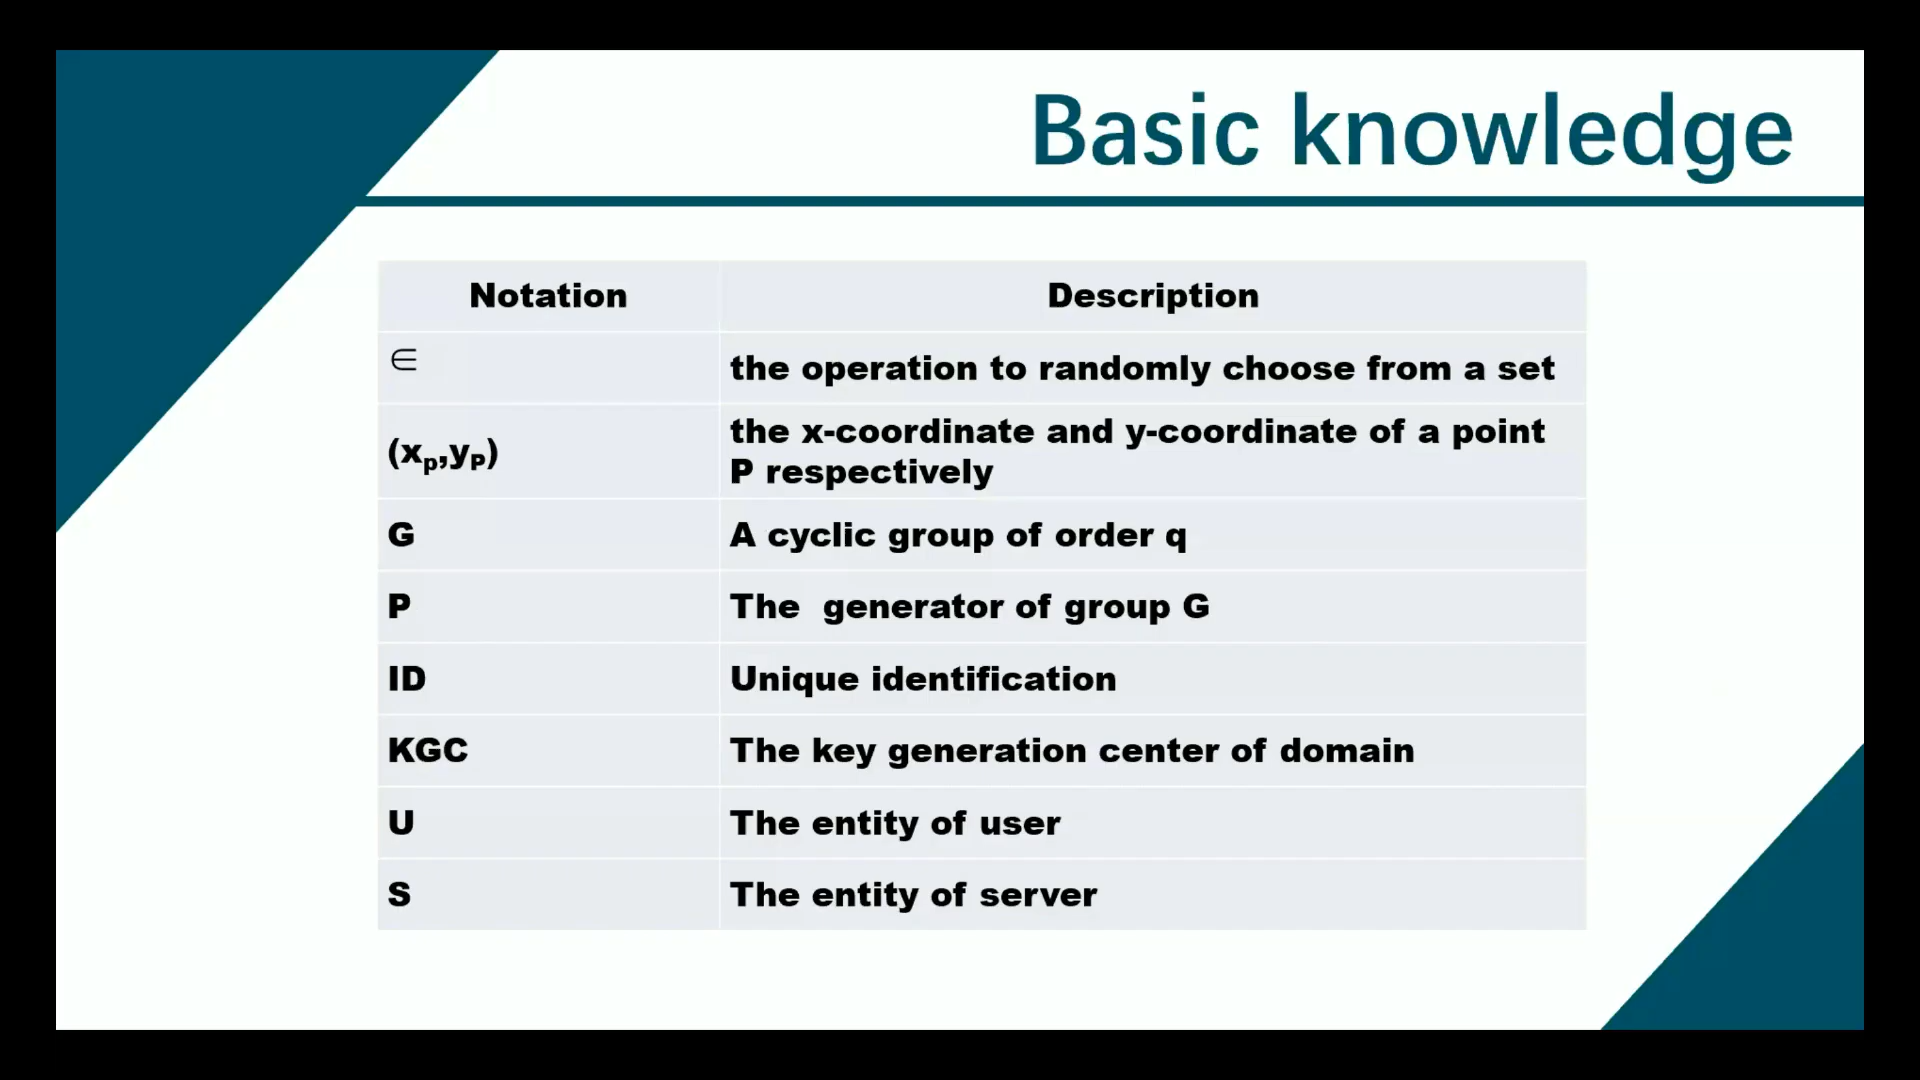 Basic knowledge
Notation Description
∈ the operation to randomly choose from a set
(xp,yP) the x-coordinate and y-coordinate of a point
P respectively
G A cyclic group of order q
P The generator of group G
ID Unique identification
KGC The key generation center of domain
U The entity of user
S The entity of server